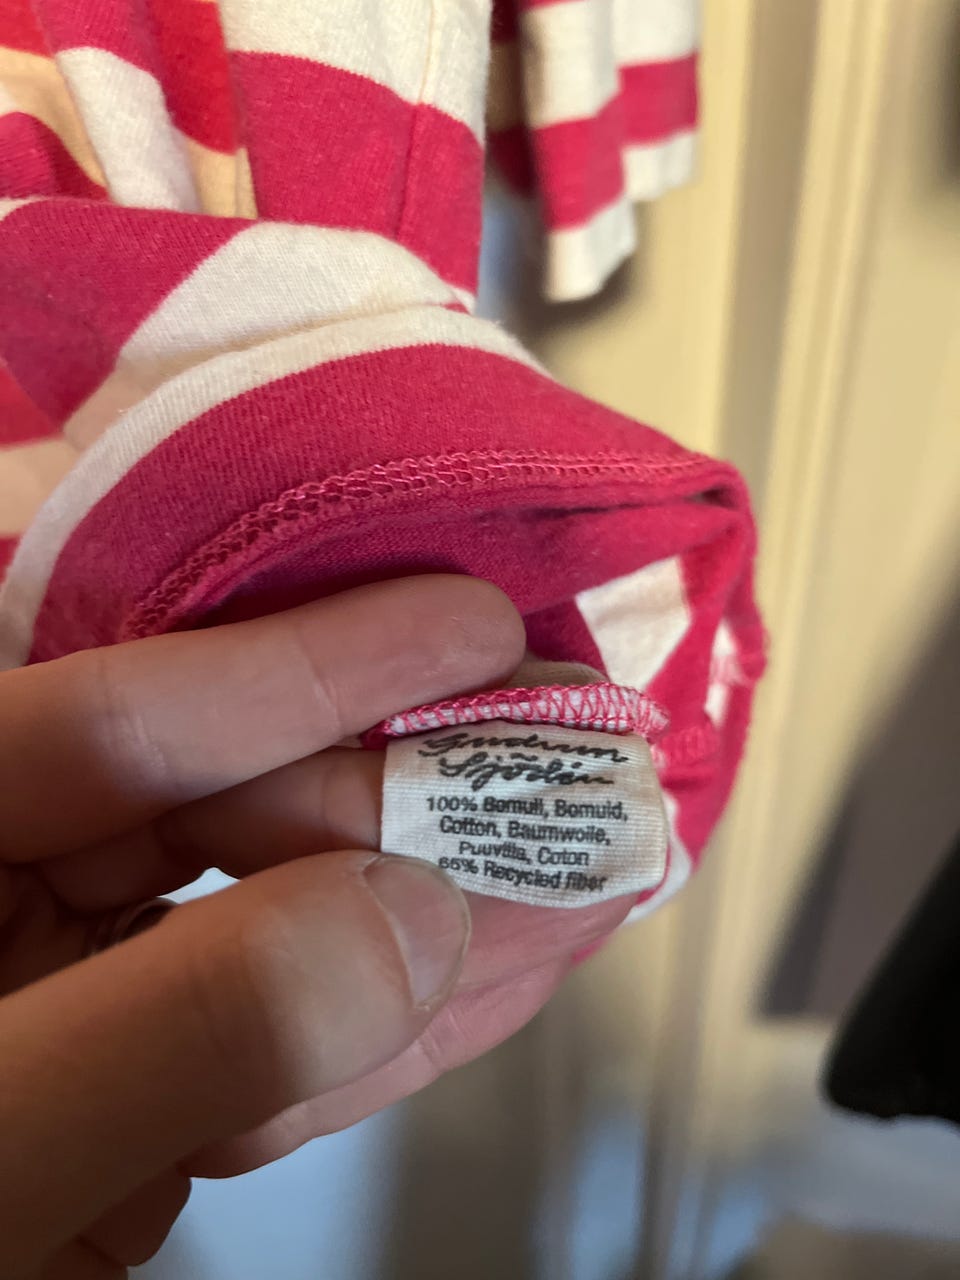 Gudrun
Sjödén
100% Bomull, Bomuld,
Cotton, Baumwolle,
Puuvilla, Coton
65% Recycled fiber